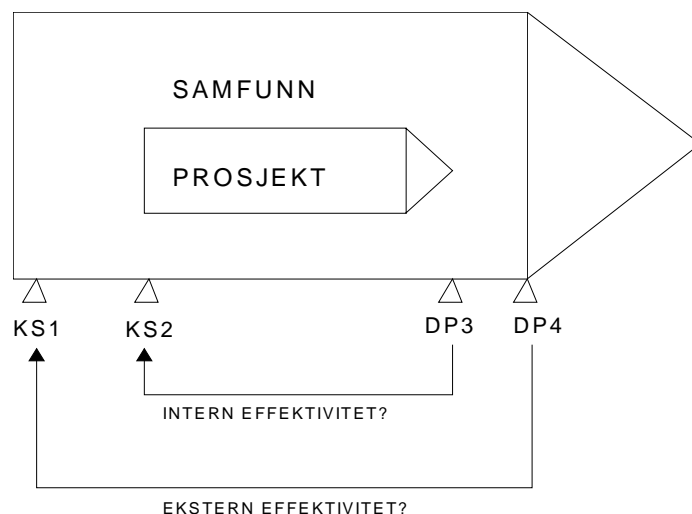 SAMFUNN
PROSJEKT
KS1 KS2 DP3 DP4
INTERN EFFEKTIVITET?
EKSTERN EFFEKTIVITET?